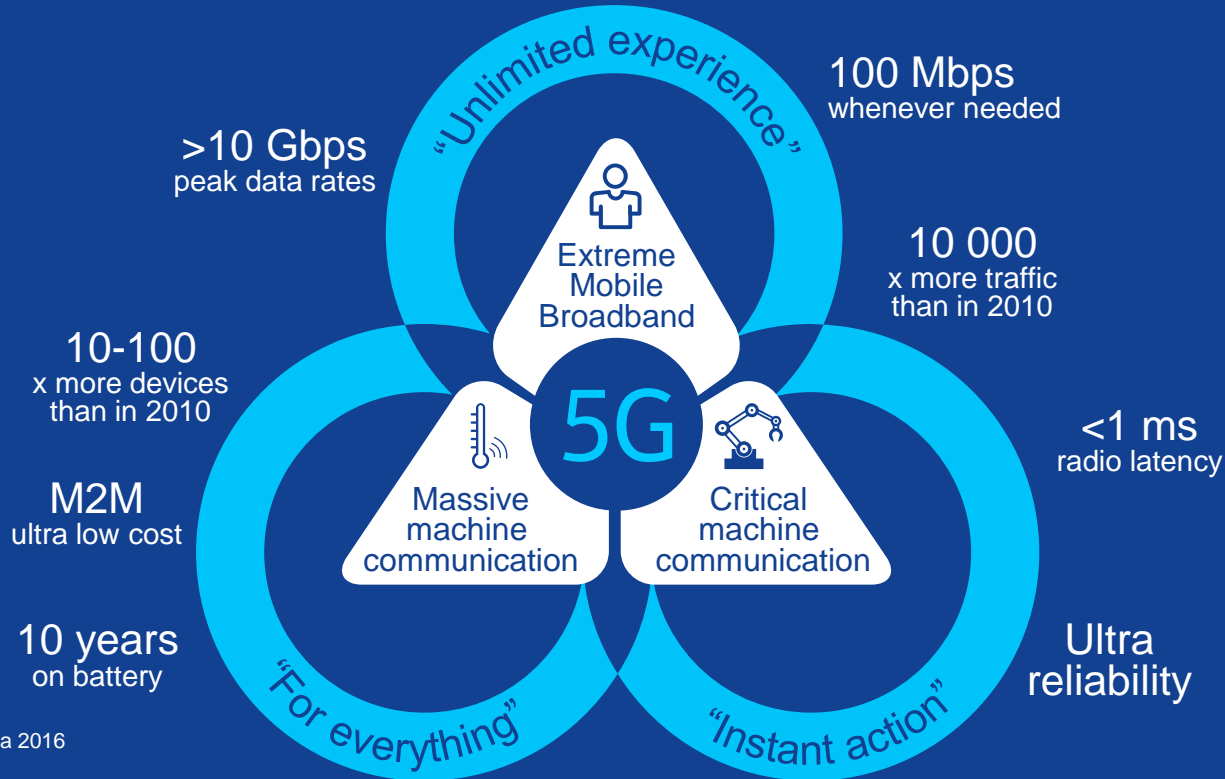 “Unlimited experience”
100 Mbps
whenever needed
>10 Gbps
peak data rates
Extreme
Mobile
Broadband
10 000
x more traffic
than in 2010
10-100
x more devices
than in 2010
5G
<1 ms
radio latency
M2M
ultra low cost
Massive
machine
communication
Critical
machine
communication
10 years
on battery
Ultra
reliability
“For everything”
“Instant action”
a 2016